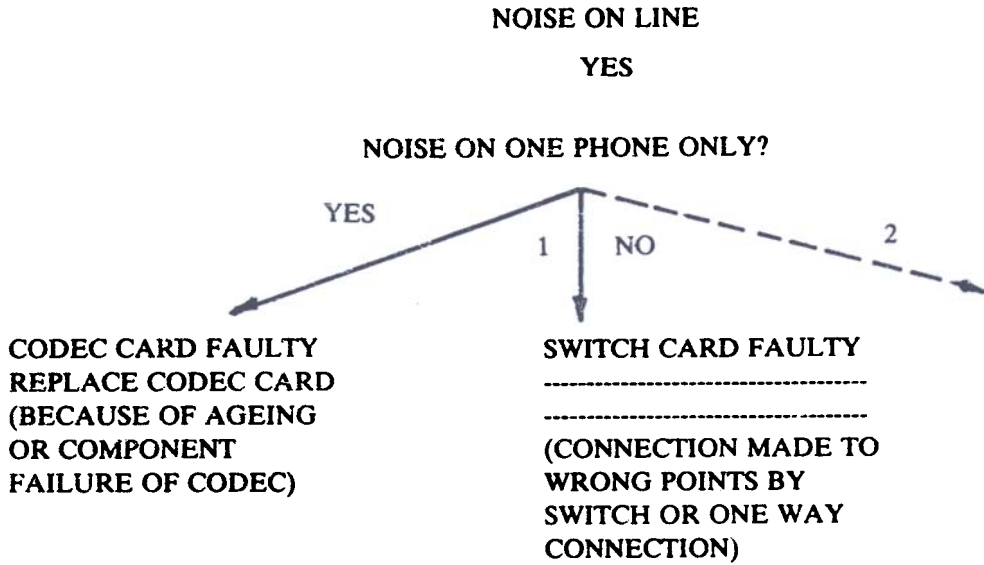 NOISE ON LINE
YES
NOISE ON ONE PHONE ONLY?
YES
1 NO
2
CODEC CARD FAULTY
REPLACE CODEC CARD
(BECAUSE OF AGEING
OR COMPONENT
FAILURE OF CODEC)
SWITCH CARD FAULTY
--------------------------------------
--------------------------------------
(CONNECTION MADE TO
WRONG POINTS BY
SWITCH OR ONE WAY
CONNECTION)